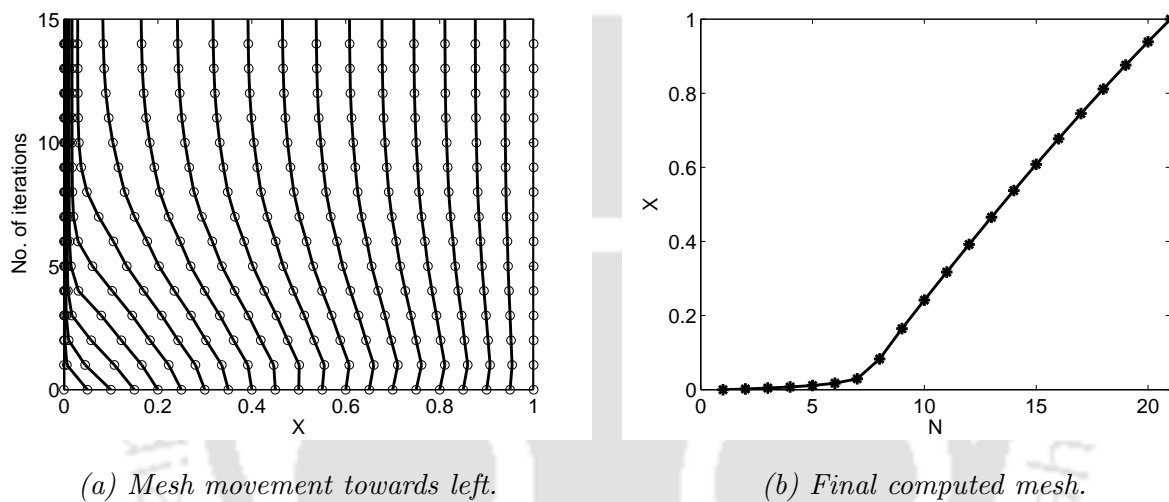 15
10
5
0
No. of iterations
0 0.2 0.4 0.6 0.8 1
X
1
0.8
0.6
0.4
0.2
0
X
0 5 10 15 20
N
(a) Mesh movement towards left.
(b) Final computed mesh.